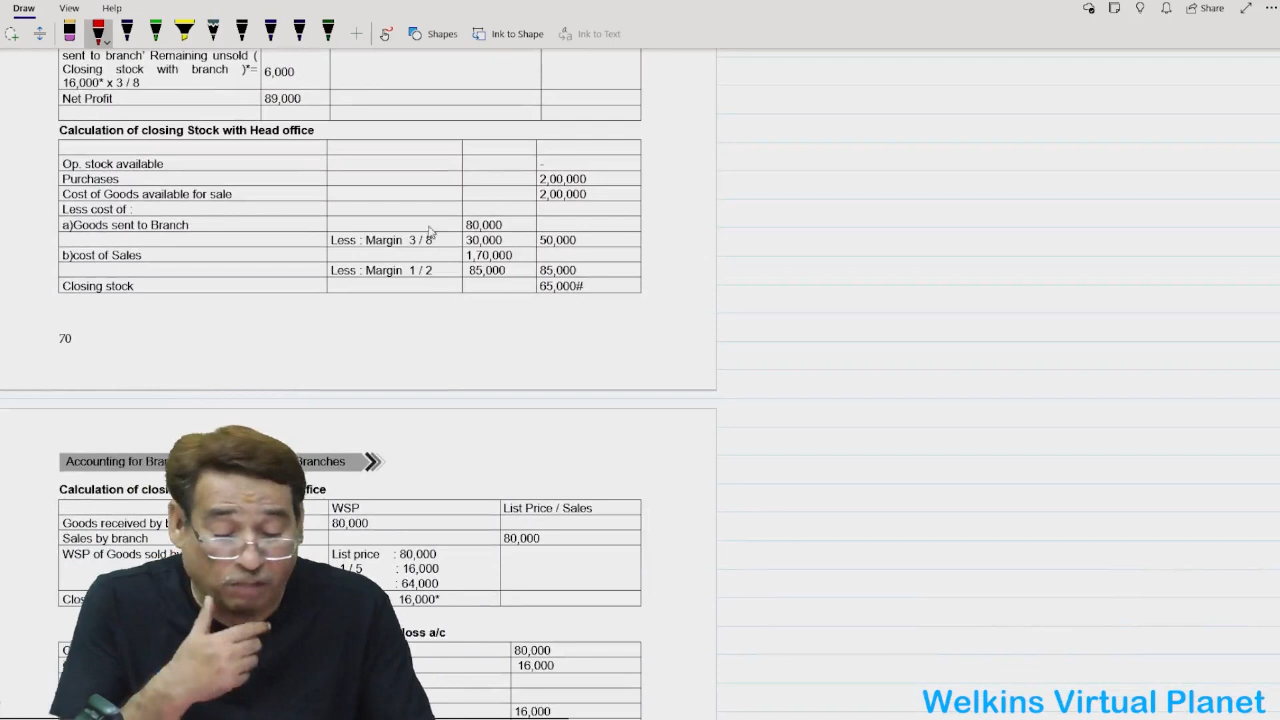 Draw View Help
Shapes Ink to Shape Ink to Text Share
sent to branch' Remaining unsold (
Closing stock with branch )*=
16,000* x 3 / 8 6,000
Net Profit 89,000
Calculation of closing Stock with Head office
Op. stock available -
Purchases 2,00,000
Cost of Goods available for sale 2,00,000
Less cost of :
a)Goods sent to Branch 80,000
Less : Margin 3 / 8 30,000 50,000
b)cost of Sales 1,70,000
Less : Margin 1 / 2 85,000 85,000
Closing stock 65,000#
70
Accounting for Branches
Calculation of
WSP List Price / Sales
Goods received by 80,000
Sales by branch 80,000
WSP of Goods sold List price : 80,000
1 / 5 : 16,000
: 64,000
16,000*
loss a/c
80,000
16,000
16,000
Welkins Virtual Planet